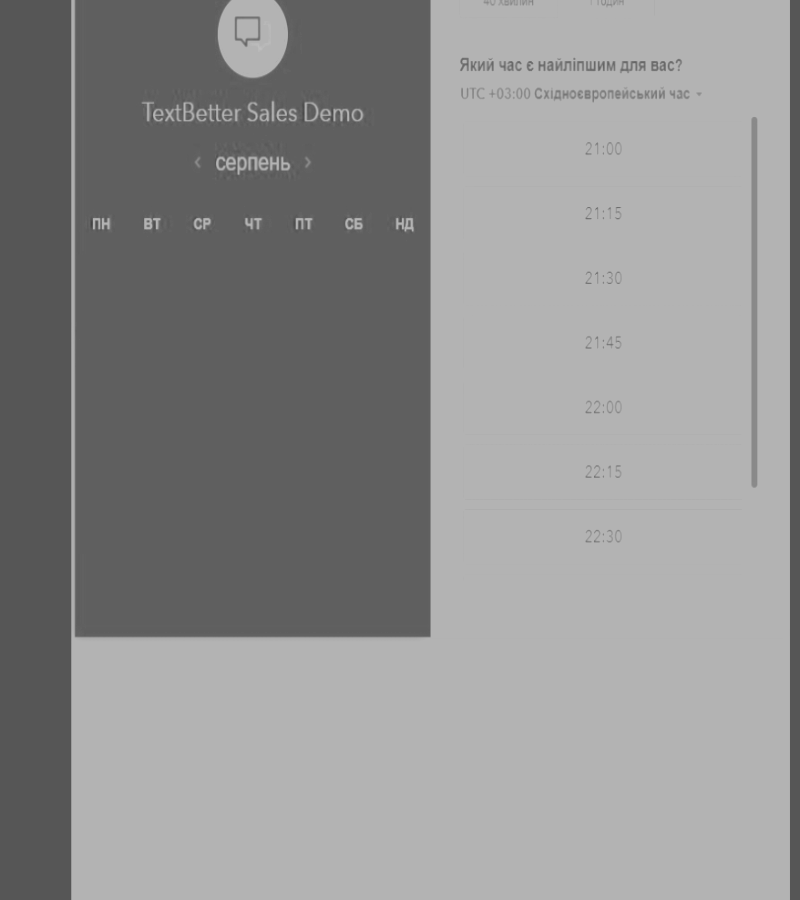 TextBetter Sales Demo
‹ серпень ›
ПН ВТ СР ЧТ ПТ СБ НД
40 хвилин 1 годин
Який час є найліпшим для вас?
UTC +03:00 Східноєвропейський час
21:00
21:15
21:30
21:45
22:00
22:15
22:30